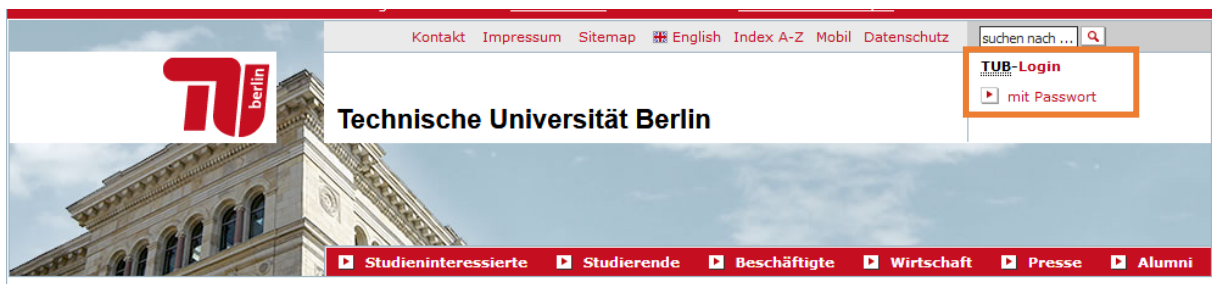 Kontakt Impressum Sitemap English Index A-Z Mobil Datenschutz suchen nach ...
berlin
TUB-Login
mit Passwort
Technische Universität Berlin
Studieninteressierte Studierende Beschäftigte Wirtschaft Presse Alumni